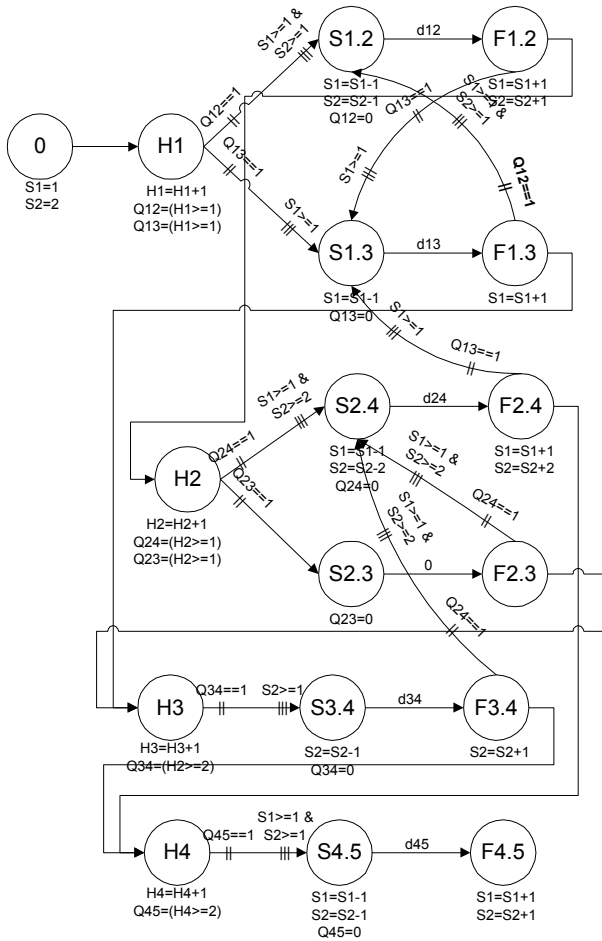 S1>=1 &
S2>=1
Q12==1
S1.2
d12
F1.2
S1=S1-1
S2=S2-1
Q12=0
S1=S1+1
S2=S2+1
S1>=1 &
S2>=1
Q13==1
S1>=1
Q12==1
0
S1=1
S2=2
H1
H1=H1+1
Q12=(H1>=1)
Q13=(H1>=1)
Q13==1
S1>=1
S1.3
d13
F1.3
S1=S1-1
Q13=0
S1=S1+1
S1>=1
Q13==1
S1>=1 &
S2>=2
Q24==1
S2.4
d24
F2.4
S1=S1-1
S2=S2-2
Q24=0
S1=S1+1
S2=S2+2
H2
H2=H2+1
Q24=(H2>=1)
Q23=(H2>=1)
Q23==1
S1>=1 &
S2>=2
Q24==1
S1>=1 &
S2>=2
Q24==1
S2.3
0
F2.3
Q23=0
H3
H3=H3+1
Q34=(H2>=2)
Q34==1
S2>=1
S3.4
d34
F3.4
S2=S2-1
Q34=0
S2=S2+1
H4
H4=H4+1
Q45=(H4>=2)
Q45==1
S1>=1 &
S2>=1
S4.5
d45
F4.5
S1=S1-1
S2=S2-1
Q45=0
S1=S1+1
S2=S2+1